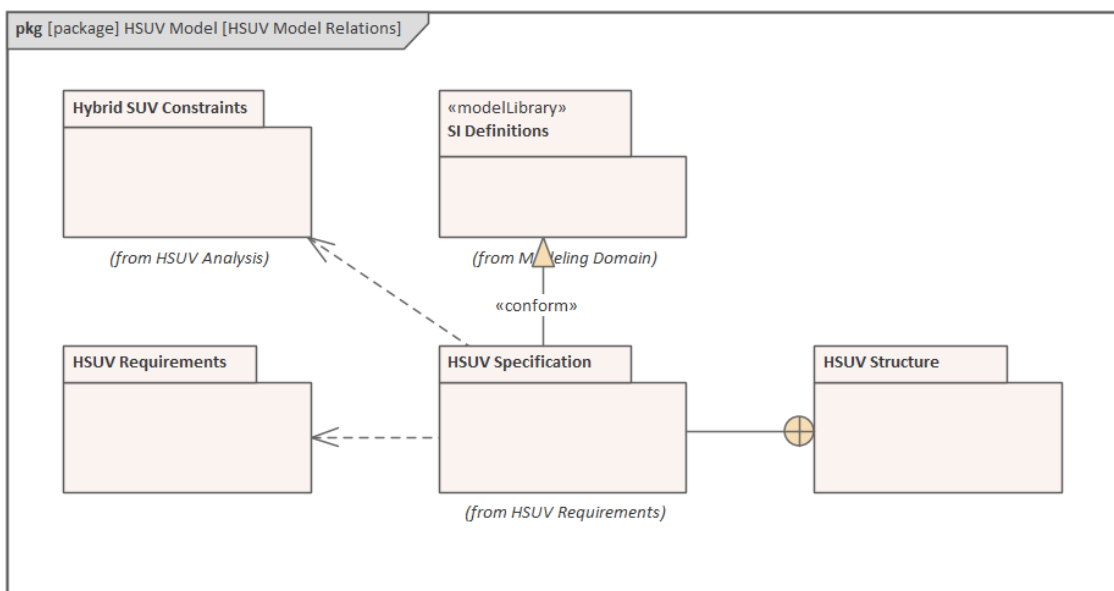 pkg [package] HSUV Model [HSUV Model Relations]
Hybrid SUV Constraints
«modelLibrary»
SI Definitions
(from HSUV Analysis)
(from Modeling Domain)
«conform»
HSUV Requirements
HSUV Specification
HSUV Structure
(from HSUV Requirements)